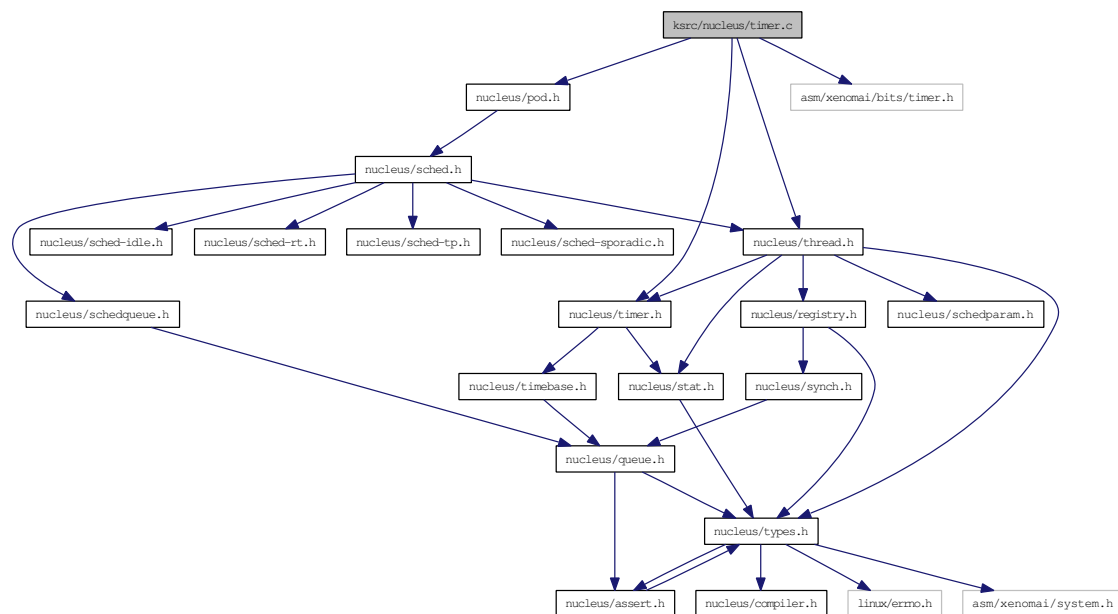 ksrc/nucleus/timer.c
nucleus/pod.h
asm/xenomai/bits/timer.h
nucleus/sched.h
nucleus/sched-idle.h
nucleus/sched-rt.h
nucleus/sched-tp.h
nucleus/sched-sporadic.h
nucleus/thread.h
nucleus/schedqueue.h
nucleus/timer.h
nucleus/registry.h
nucleus/schedparam.h
nucleus/timebase.h
nucleus/stat.h
nucleus/synch.h
nucleus/queue.h
nucleus/types.h
nucleus/assert.h
nucleus/compiler.h
linux/errno.h
asm/xenomai/system.h